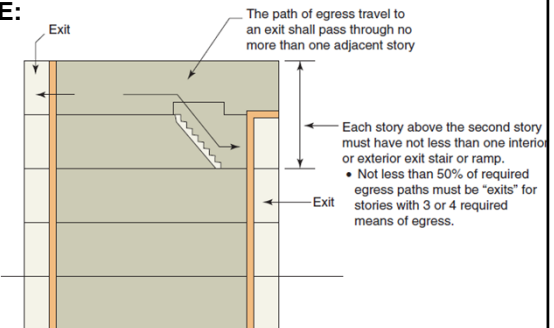 E:
Exit
The path of egress travel to
an exit shall pass through no
more than one adjacent story
Each story above the second story
must have not less than one interior
or exterior exit stair or ramp.
• Not less than 50% of required
egress paths must be “exits” for
stories with 3 or 4 required
means of egress.
Exit